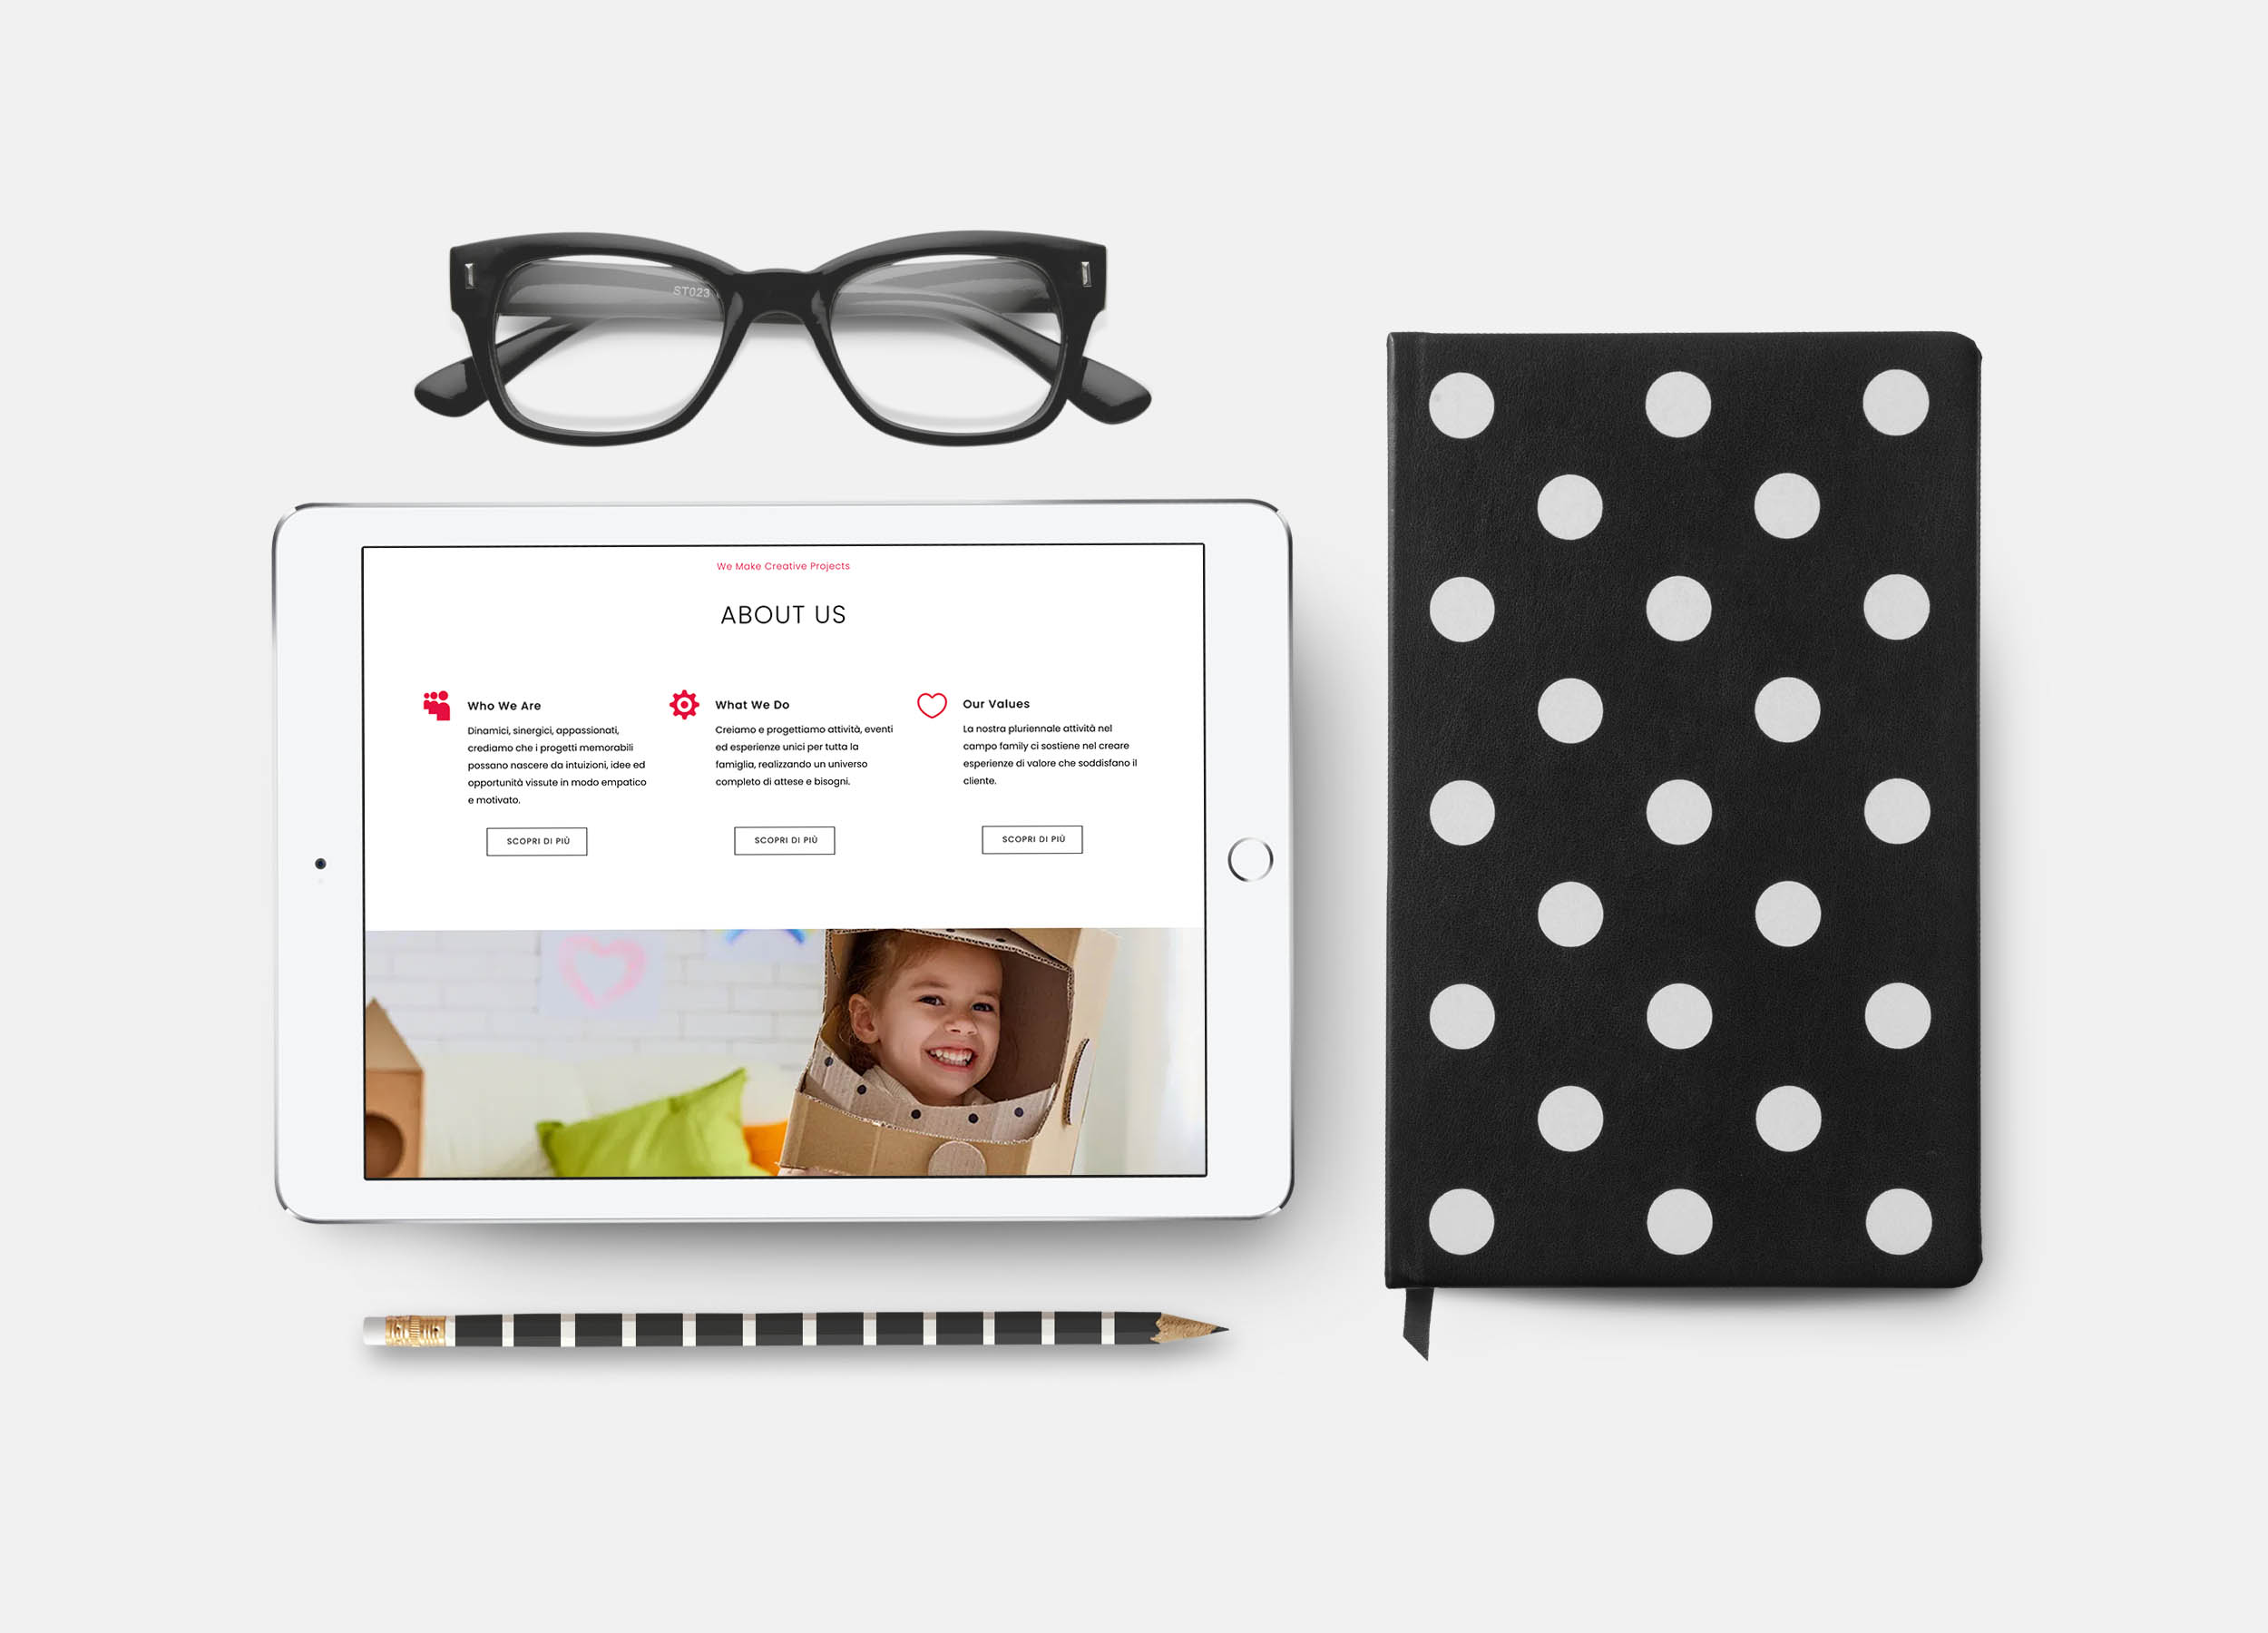 ST023
We Make Creative Projects
ABOUT US
Who We Are
Dinamici, sinergici, appassionati,
crediamo che i progetti memorabili
possano nascere da intuizioni, idee ed
opportunità vissute in modo empatico
e motivato.
SCOPRI DI PIÙ
What We Do
Creiamo e progettiamo attività, eventi
ed esperienze unici per tutta la
famiglia, realizzando un universo
completo di attese e bisogni.
SCOPRI DI PIÙ
Our Values
La nostra pluriennale attività nel
campo family ci sostiene nel creare
esperienze di valore che soddisfano il
cliente.
SCOPRI DI PIÙ